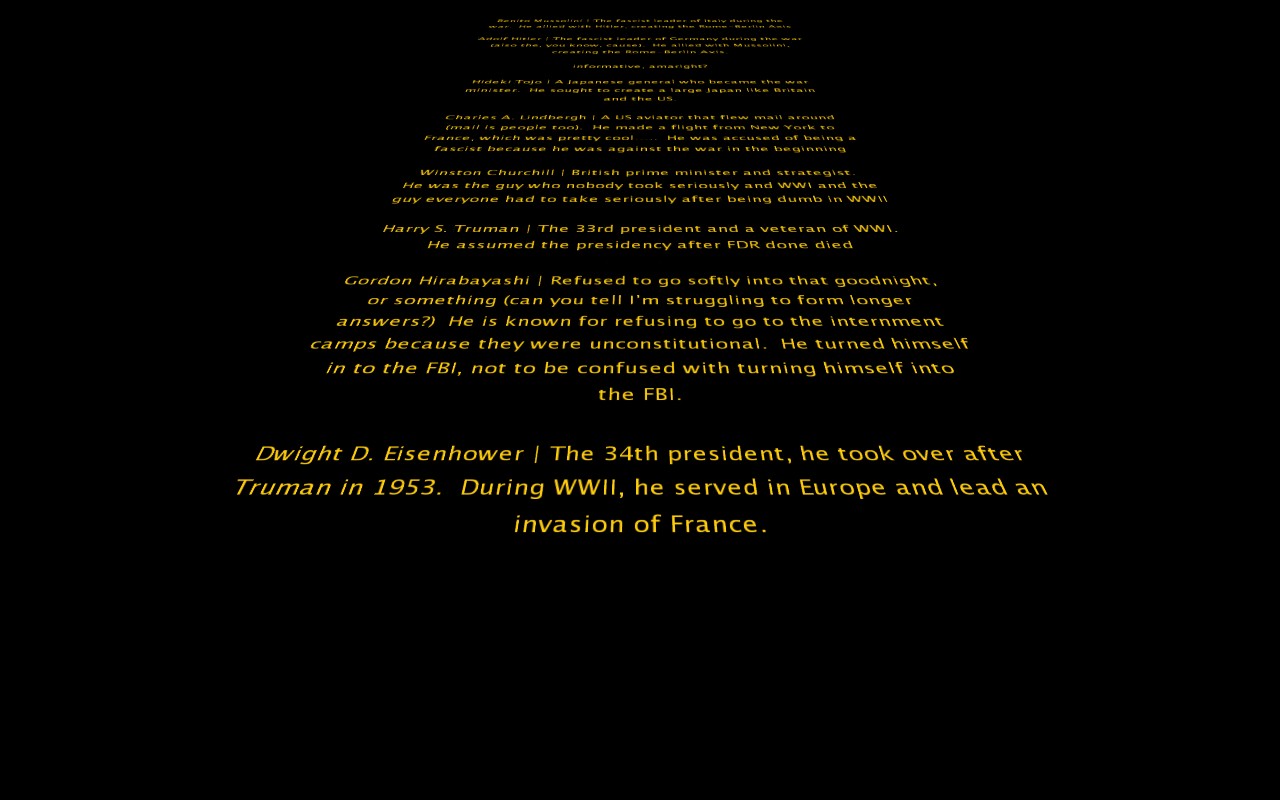 Benito Mussolini | The fascist leader of Italy during the
war. He allied with Hitler, creating the Rome-Berlin Axis
Adolf Hitler | The fascist leader of Germany during the war
(also the, you know, cause). He allied with Mussolini,
creating the Rome-Berlin Axis
informative, amaright?
Hideki Tojo | A Japanese general who became the war
minister. He sought to create a large Japan like Britain
and the US.
Charles A. Lindbergh | A US aviator that flew mail around
(mail is people too). He made a flight from New York to
France, which was pretty cool . .. He was accused of being a
fascist because he was against the war in the beginning
Winston Churchill | British prime minister and strategist.
He was the guy who nobody took seriously and WWI and the
guy everyone had to take seriously after being dumb in WWII
Harry S. Truman | The 33rd president and a veteran of WWI.
He assumed the presidency after FDR done died
Gordon Hirabayashi | Refused to go softly into that goodnight,
or something (can you tell I'm struggling to form longer
answers?) He is known for refusing to go to the internment
camps because they were unconstitutional. He turned himself
in to the FBI, not to be confused with turning himself into
the FBI.
Dwight D. Eisenhower | The 34th president, he took over after
Truman in 1953. During WWII, he served in Europe and lead an
invasion of France.